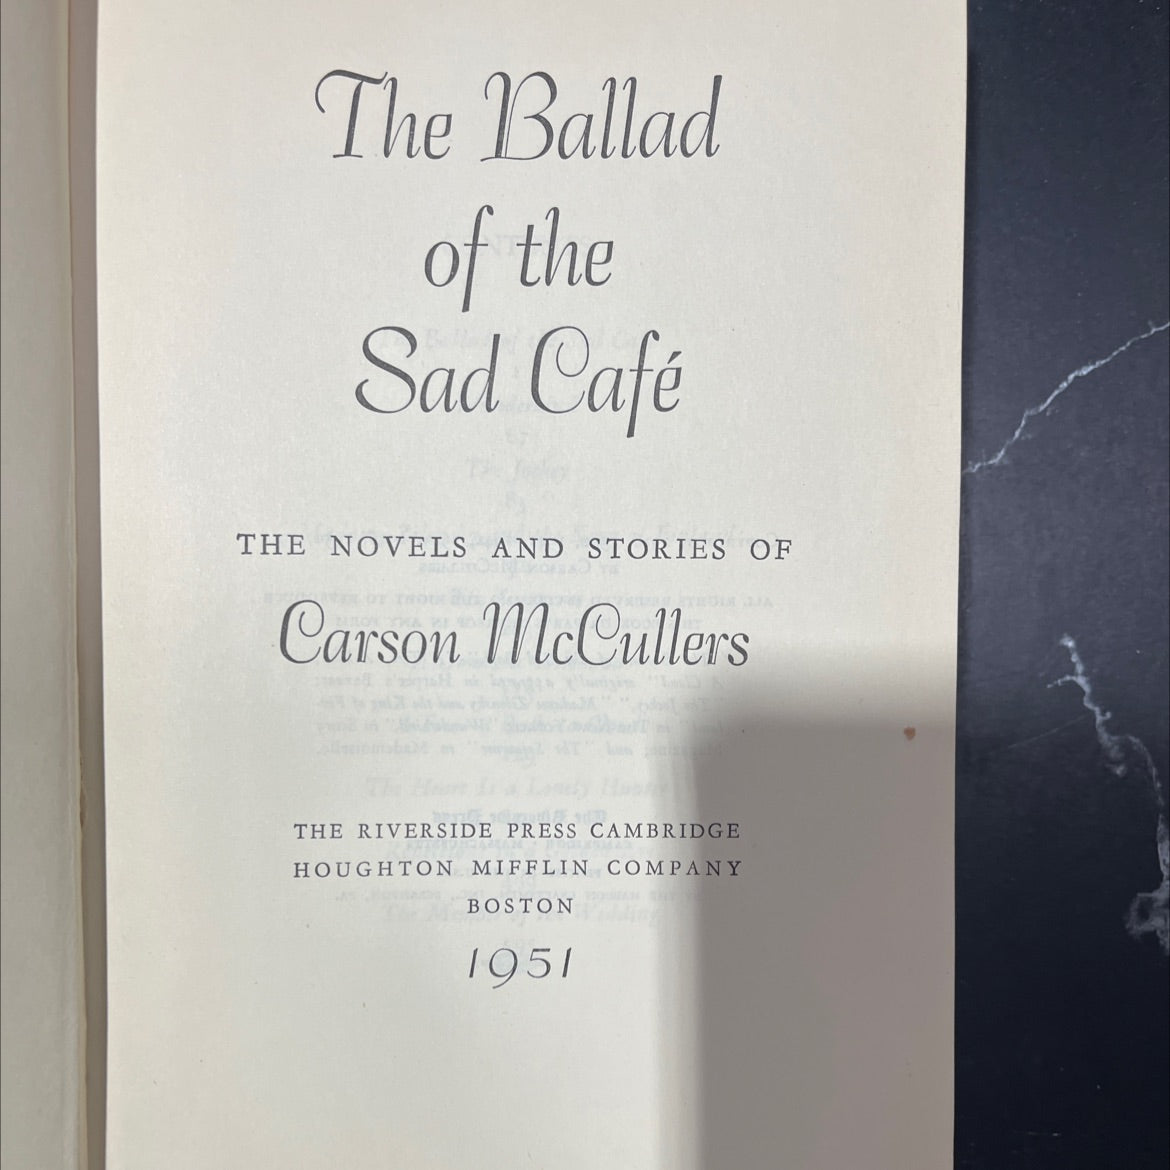 The Ballad
of the
Sad Café
THE NOVELS AND STORIES OF
Carson McCullers
THE RIVERSIDE PRESS CAMBRIDGE
HOUGHTON MIFFLIN COMPANY
BOSTON
1951